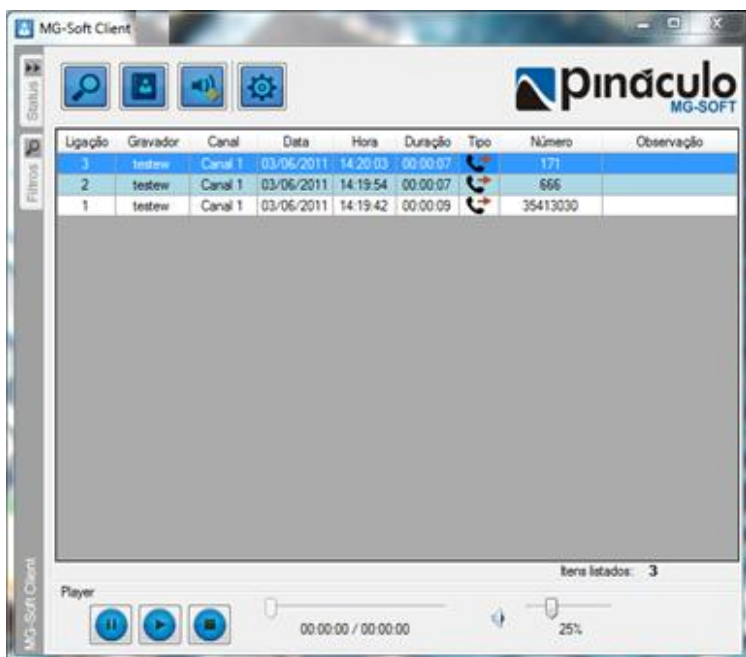 MG-Soft Client
Status
Filtros
pináculo
MG-SOFT
Ligação Gravador Canal Data Hora Duração Tipo Número Observação
3 testew Canal 1 03/06/2011 14:20:03 00:00:07 171
2 testew Canal 1 03/06/2011 14:19:54 00:00:07 666
1 testew Canal 1 03/06/2011 14:19:42 00:00:09 35413030
Itens listados: 3
MG-Soft Client
Player
00:00:00 / 00:00:00
25%